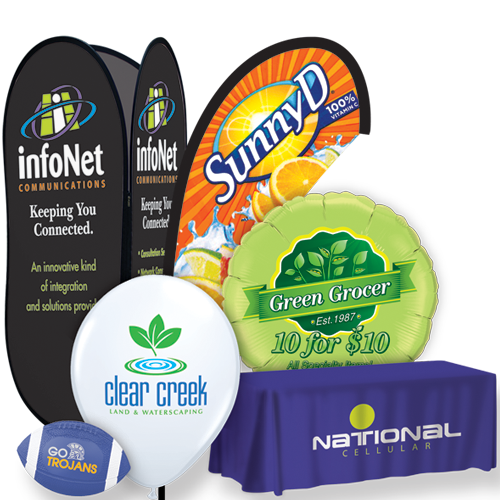 infoNet
COMMUNICATIONS
Keeping You
Connected.
An innovative kind
of integration
and solutions
infoNet
COMMUNICATIONS
Keeping You
Connected
SunnyD
100%
VITAMIN C
Green Grocer
Est. 1987
10 for $10
All
clear creek
LAND & WATERSCAPING
GO
TROJANS
NATIONAL
CELLULAR